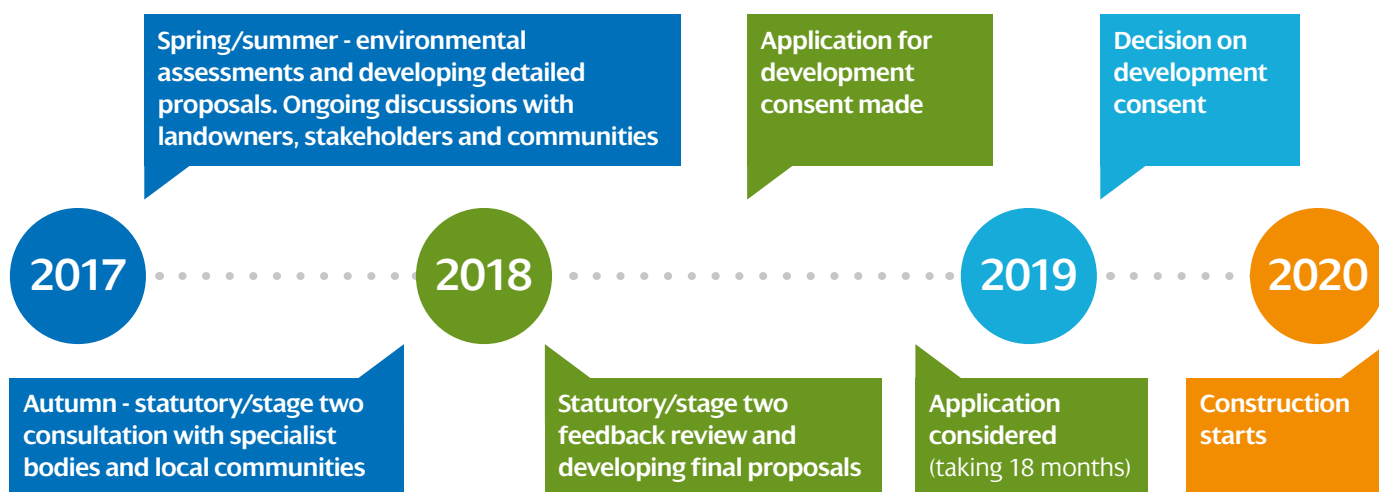 Spring/summer - environmental
assessments and developing detailed
proposals. Ongoing discussions with
landowners, stakeholders and communities
Application for
development
consent made
Decision on
development
consent
2017
2018
2019
2020
Autumn - statutory/stage two
consultation with specialist
bodies and local communities
Statutory/stage two
feedback review and
developing final proposals
Application
considered
(taking 18 months)
Construction
starts